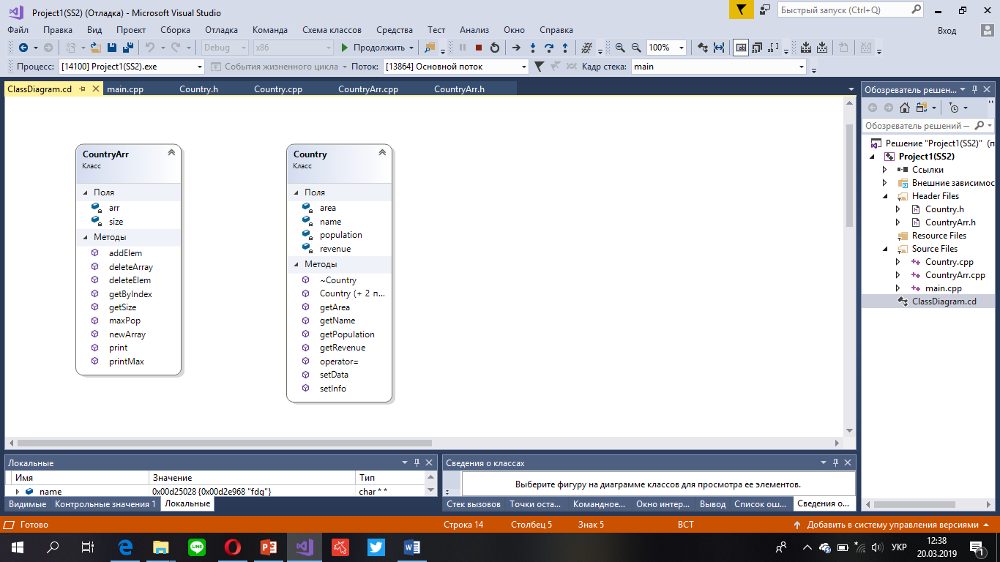 Project1(SS2) (Отладка) - Microsoft Visual Studio
Быстрый запуск (Ctrl+Q)
Файл Правка Вид Проект Сборка Отладка Команда Схема классов Средства Тест Анализ Окно Справка Вход
Debug x86 Продолжить 100%
Процесс: [14100] Project1(SS2).exe События жизненного цикла Поток: [13864] Основной поток Кадр стека: main
ClassDiagram.cd main.cpp Country.h Country.cpp CountryArr.cpp CountryArr.h
CountryArr
Класс
Поля
arr
size
Методы
addElem
deleteArray
deleteElem
getByIndex
getSize
maxPop
newArray
print
printMax
Country
Класс
Поля
area
name
population
revenue
Методы
~Country
Country (+ 2 п...
getArea
getName
getPopulation
getRevenue
operator=
setData
setInfo
Обозреватель решен...
Обозреватель решений —
Решение "Project1(SS2)" (п
Project1(SS2)
Ссылки
Внешние зависимос
Header Files
Country.h
CountryArr.h
Resource Files
Source Files
Country.cpp
CountryArr.cpp
main.cpp
ClassDiagram.cd
Локальные
Имя Значение Тип
name 0x00d25028 {0x00d2e968 "fdg"} char * *
Видимые Контрольные значения 1 Локальные
Сведения о классах
Выберите фигуру на диаграмме классов для просмотра ее элементов.
Стек вызовов Точки оста... Командное... Окно интер... Вывод Список ош... Сведения о...
Готово Строка 14 Столбец 5 Знак 5 ВСТ Добавить в систему управления версиями
УКР 12:38
20.03.2019